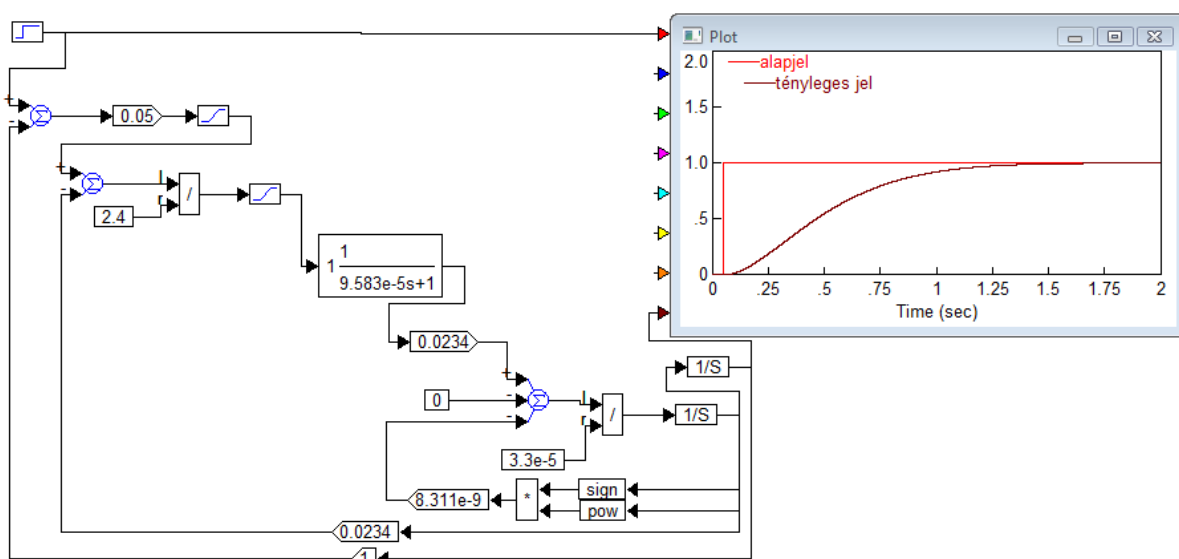 Plot
alapjel
tényleges jel
2.0
1.5
1.0
.5
0
0 .25 .5 .75 1 1.25 1.5 1.75 2
Time (sec)
+
-
0.05
+
-
l
r
/
2.4
1
1
9.583e-5s+1
0.0234
+
-
-
0
l
r
/
1/S
1/S
3.3e-5
8.311e-9
*
sign
pow
0.0234
1